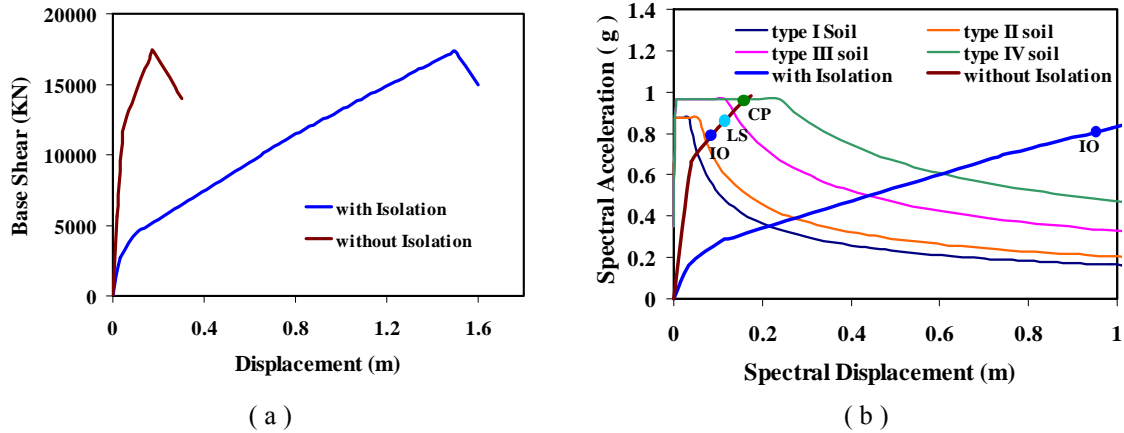 Base Shear (KN)
20000
15000
10000
5000
0
with Isolation
without Isolation
0 0.4 0.8 1.2 1.6
Displacement (m)
( a )
Spectral Acceleration ( g )
1.4
1.2
1
0.8
0.6
0.4
0.2
0
type I Soil type II Soil
type III soil type IV soil
with Isolation without Isolation
CP
LS
IO
IO
0 0.2 0.4 0.6 0.8 1
Spectral Displacement (m)
( b )